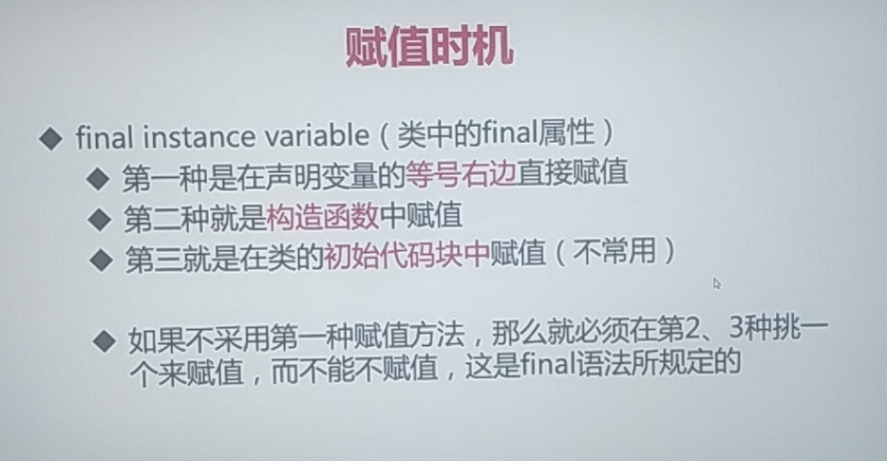 赋值时机
◆ final instance variable（类中的final属性）
◆ 第一种是在声明变量的等号右边直接赋值
◆ 第二种就是构造函数中赋值
◆ 第三就是在类的初始代码块中赋值（不常用）
◆ 如果不采用第一种赋值方法，那么就必须在第2、3种挑一
个来赋值，而不能不赋值，这是final语法所规定的